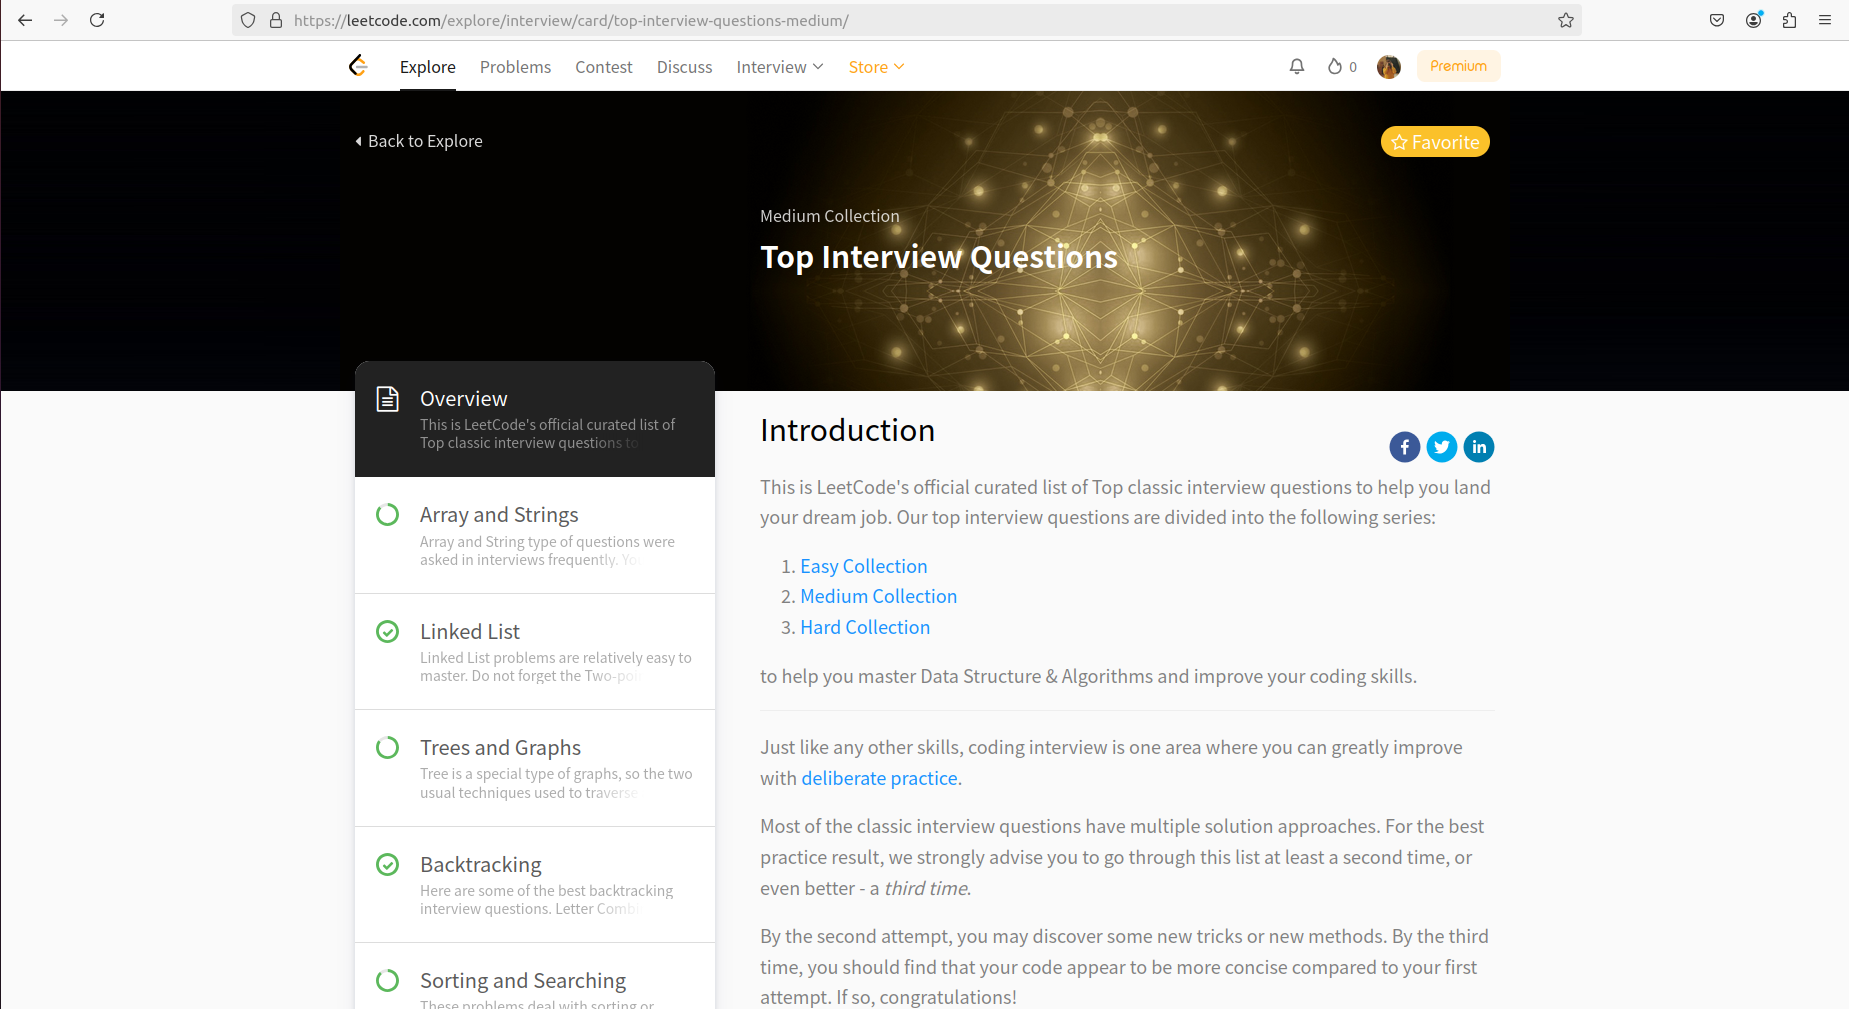 https://leetcode.com/explore/interview/card/top-interview-questions-medium/
Explore Problems Contest Discuss Interview Store 0 Premium
Back to Explore
Favorite
Medium Collection
Top Interview Questions
Overview
This is LeetCode's official curated list of
Top classic interview questions to
Array and Strings
Array and String type of questions were
asked in interviews frequently. You
Linked List
Linked List problems are relatively easy to
master. Do not forget the Two-poi
Trees and Graphs
Tree is a special type of graphs, so the two
usual techniques used to traverse
Backtracking
Here are some of the best backtracking
interview questions. Letter Combi
Sorting and Searching
These problems deal with sorting or
Introduction
This is LeetCode's official curated list of Top classic interview questions to help you land
your dream job. Our top interview questions are divided into the following series:
1. Easy Collection
2. Medium Collection
3. Hard Collection
to help you master Data Structure & Algorithms and improve your coding skills.
Just like any other skills, coding interview is one area where you can greatly improve
with deliberate practice.
Most of the classic interview questions have multiple solution approaches. For the best
practice result, we strongly advise you to go through this list at least a second time, or
even better - a third time.
By the second attempt, you may discover some new tricks or new methods. By the third
time, you should find that your code appear to be more concise compared to your first
attempt. If so, congratulations!